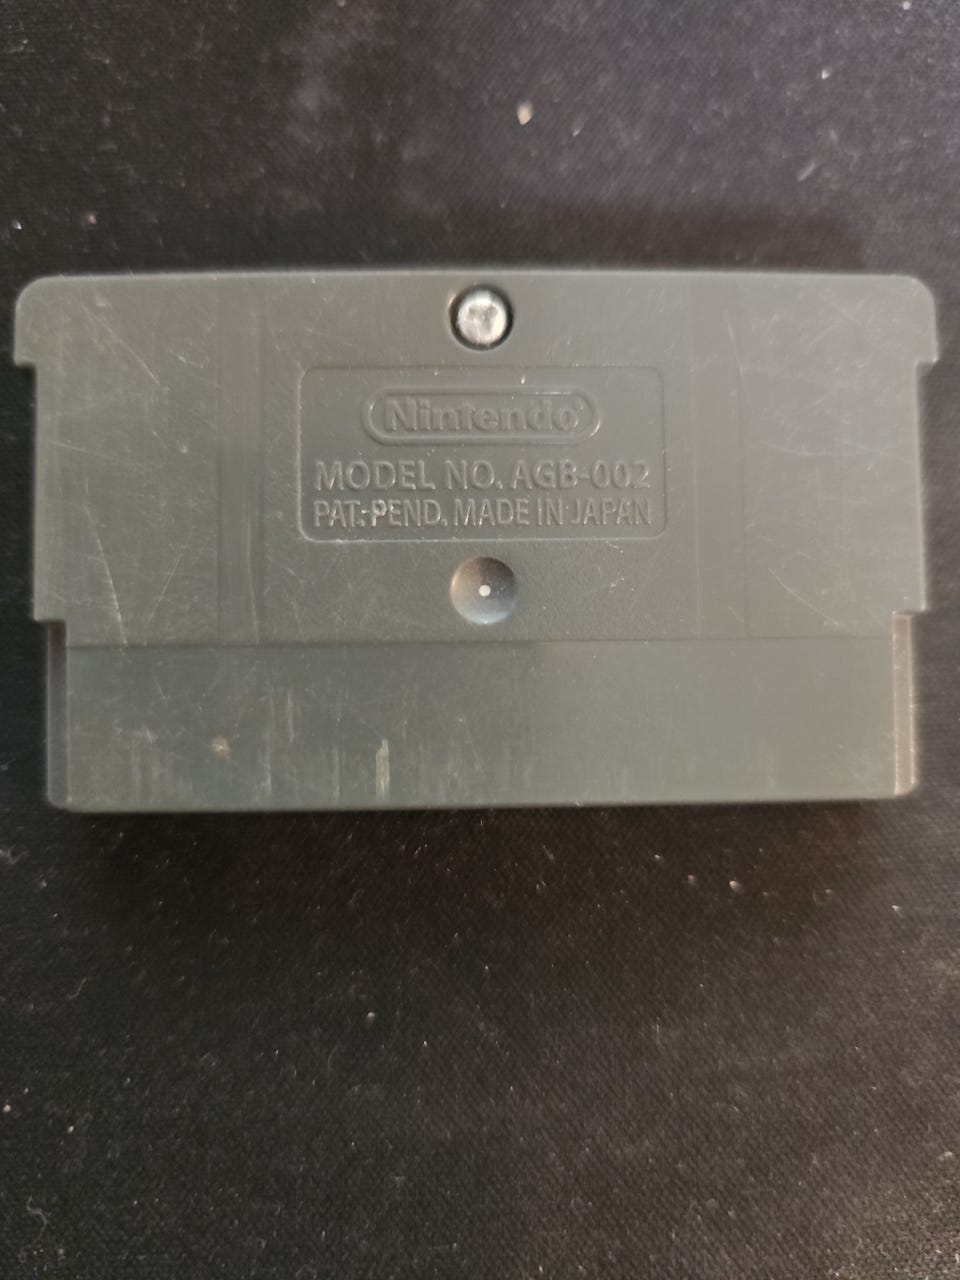 Nintendo
MODEL NO. AGB-002
PAT. PEND. MADE IN JAPAN